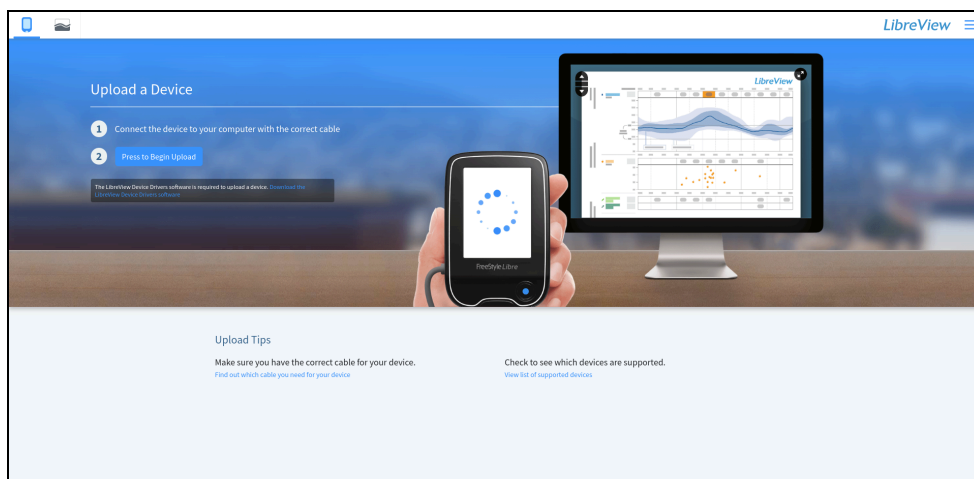 LibreView
Upload a Device
1 Connect the device to your computer with the correct cable
2 Press to Begin Upload
The LibreView Device Drivers software is required to upload a device. Download the
LibreView Device Drivers software
LibreView
FreeStyle Libre
Upload Tips
Make sure you have the correct cable for your device.
Find out which cable you need for your device
Check to see which devices are supported.
View list of supported devices